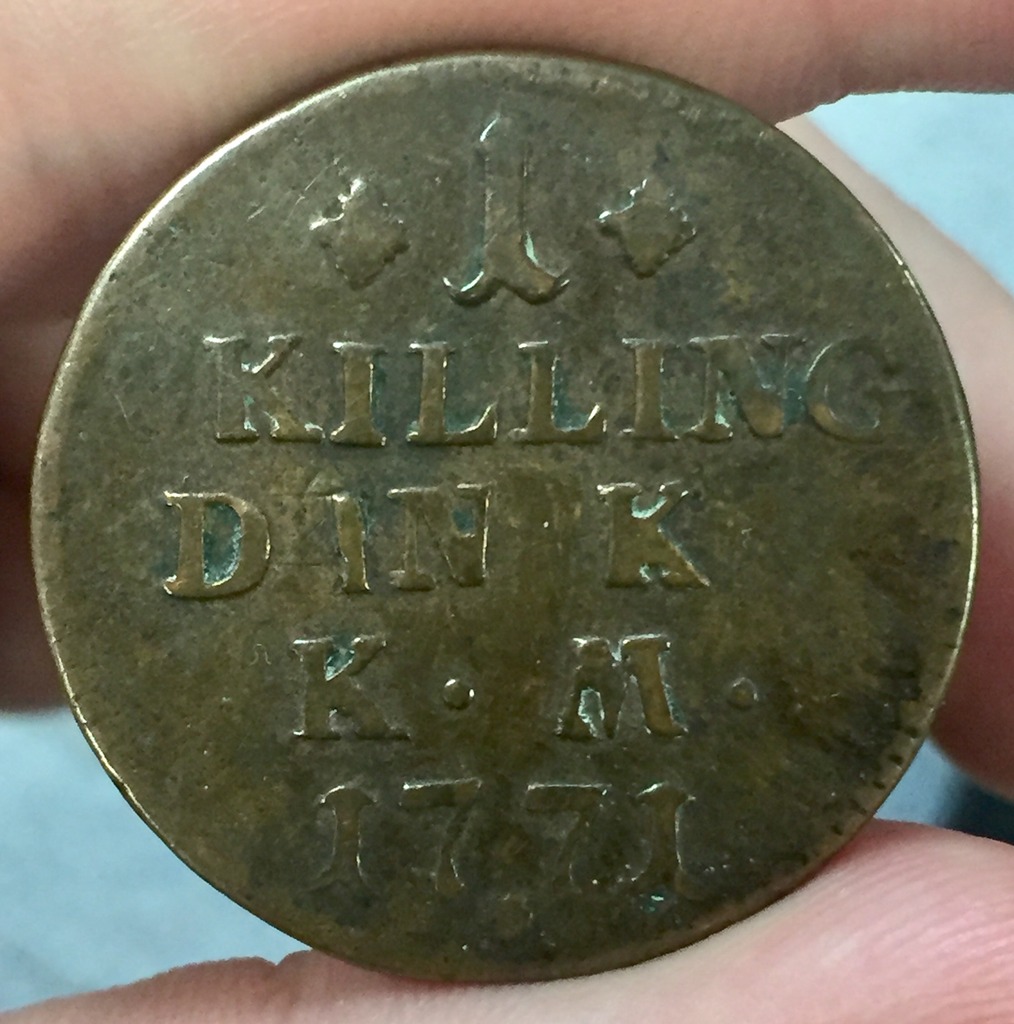 1
KILLING
DANSK
K · M ·
1771